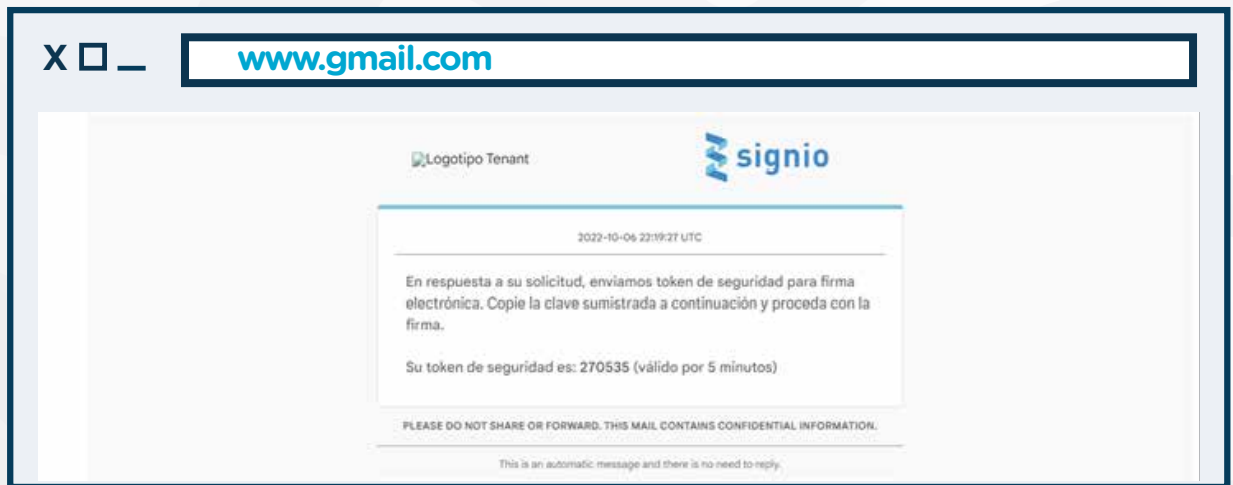 www.gmail.com
Logotipo Tenant
signio
2022-10-06 22:19:27 UTC
En respuesta a su solicitud, enviamos token de seguridad para firma
electrónica. Copie la clave sumistrada a continuación y proceda con la
firma.
Su token de seguridad es: 270535 (válido por 5 minutos)
PLEASE DO NOT SHARE OR FORWARD. THIS MAIL CONTAINS CONFIDENTIAL INFORMATION.
This is an automatic message and there is no need to reply.